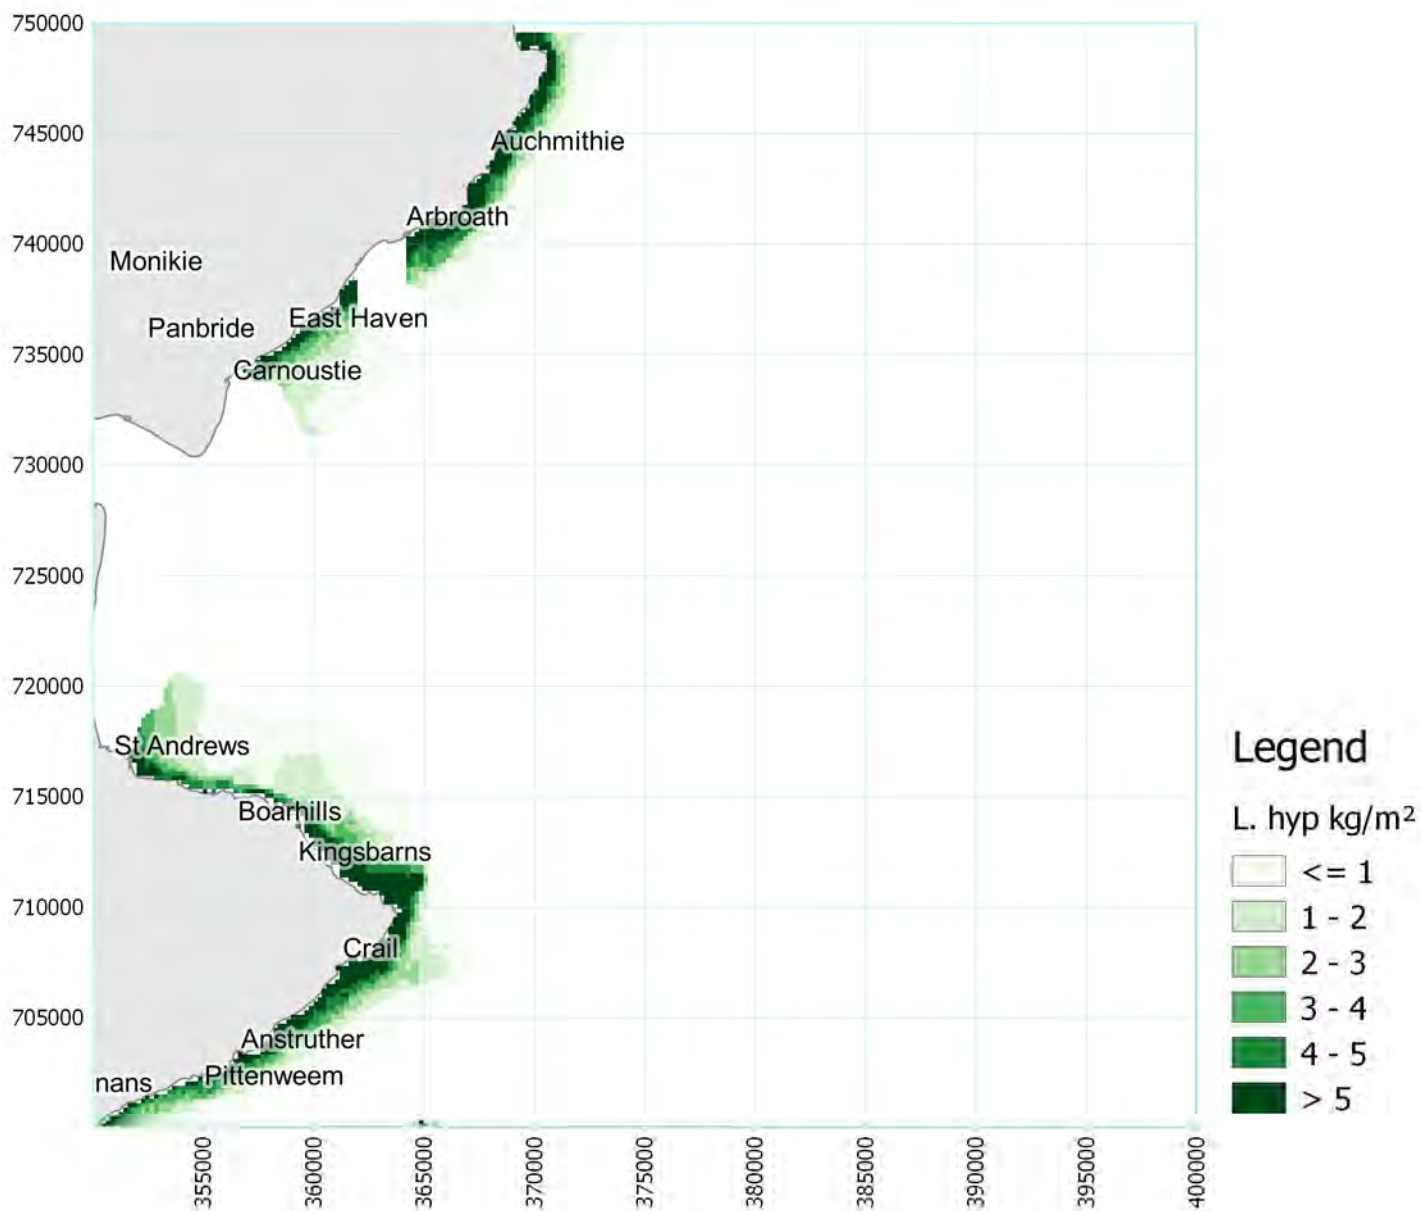 750000
745000
Auchmithie
Arbroath
740000
Monikie
East Haven
Panbride
735000
Carnoustie
730000
725000
720000
St Andrews
715000
Boarhills
Kingsbarns
710000
Crail
705000
Anstruther
Pittenweem
nans
355000
360000
365000
370000
375000
380000
385000
390000
395000
400000
Legend
L. hyp kg/m²
<= 1
1 - 2
2 - 3
3 - 4
4 - 5
> 5